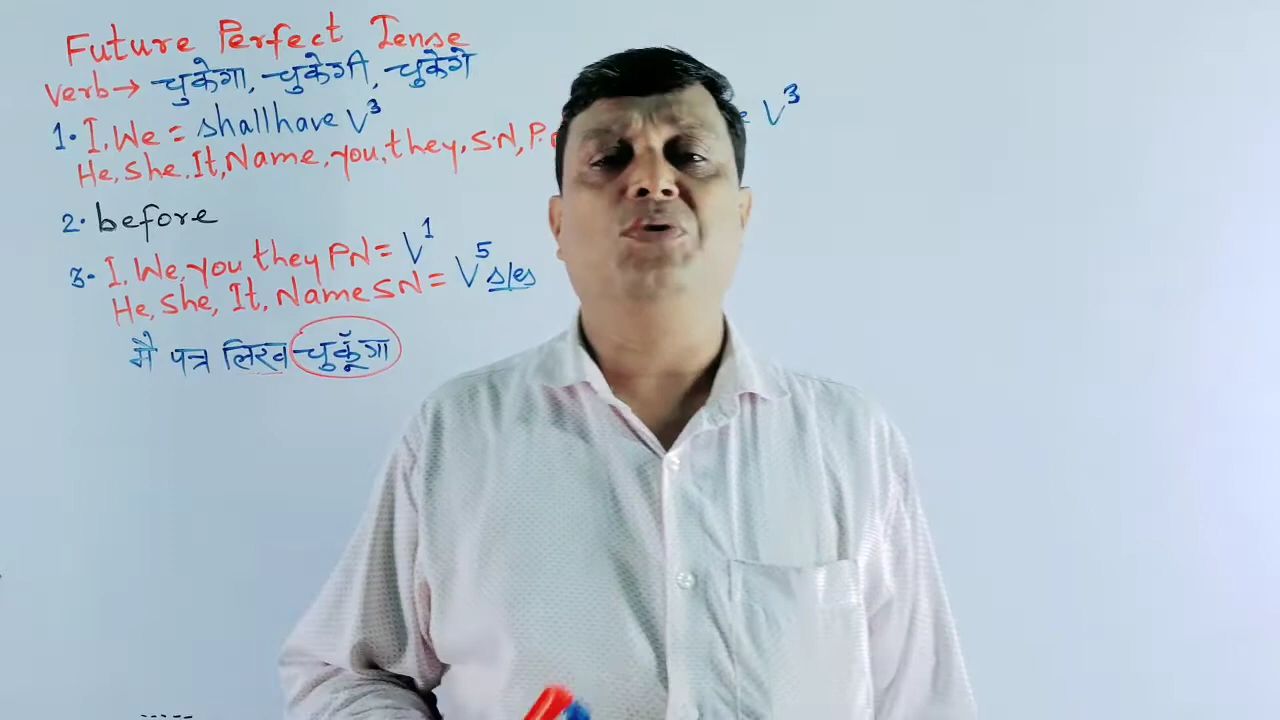 Future Perfect Tense
Verb → चुकेगा, चुकेगी, चुकेगे
1. I, We = shall have V³
He, She, It, Name, you, they, S.N, P. V³
2. before
3. I, We, you they PN = V¹
He, She, It, Name SN = V⁵ s/es
मै पत्र लिख चुकूँगा